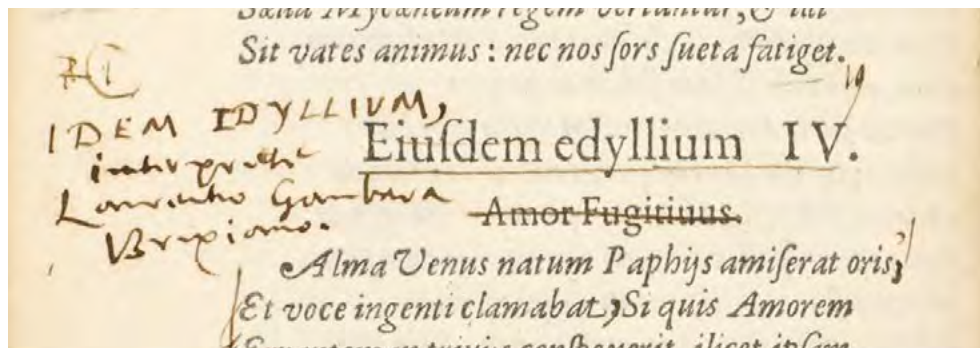 Sit vates animus: nec nos ſors ſueta fatiget.
IDEM IDYLLIUM,
interprete
Laurentio Gambara
Brixiano.
Eiuſdem edyllium IV.
Amor Fugitiuus.
Alma Venus natum Paphijs amiſerat oris,
Et voce ingenti clamabat, Si quis Amorem